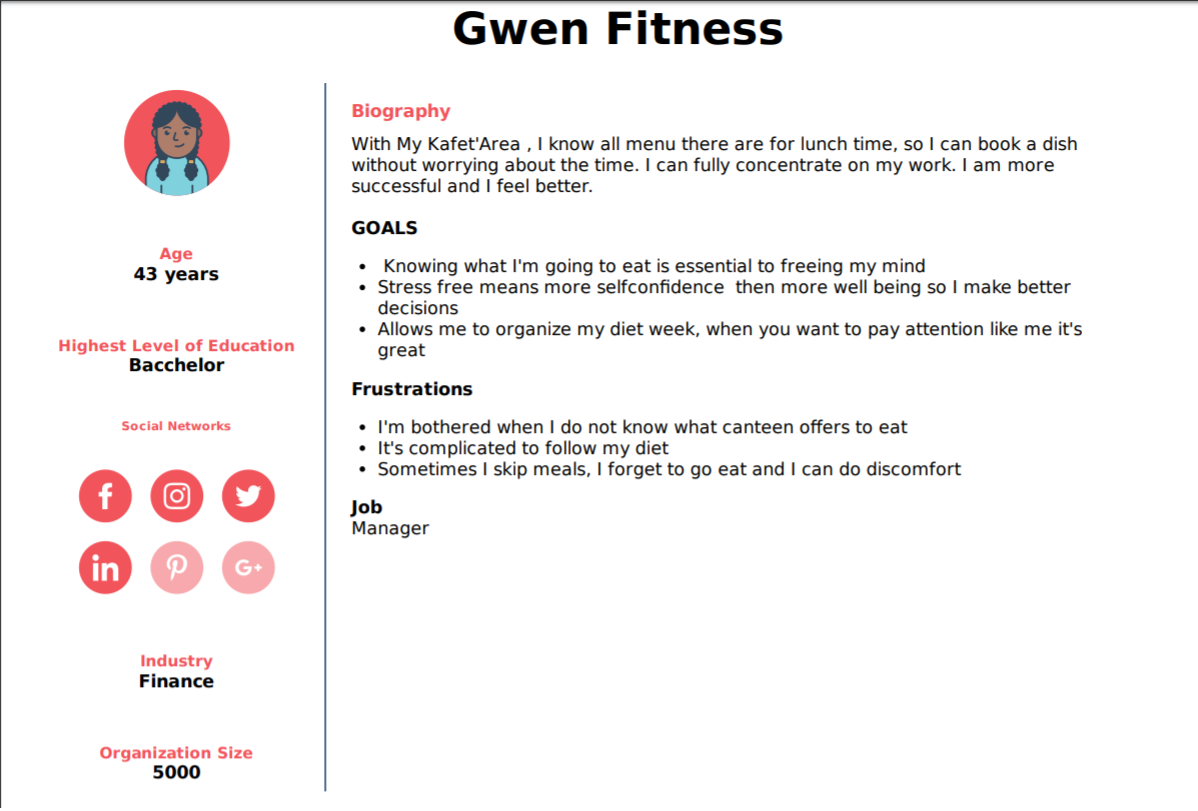 Gwen Fitness
Age
43 years
Highest Level of Education
Bacchelor
Social Networks
f
in
G+
Industry
Finance
Organization Size
5000
Biography
With My Kafet'Area , I know all menu there are for lunch time, so I can book a dish
without worrying about the time. I can fully concentrate on my work. I am more
successful and I feel better.
GOALS
• Knowing what I'm going to eat is essential to freeing my mind
• Stress free means more selfconfidence  then more well being so I make better
decisions
• Allows me to organize my diet week, when you want to pay attention like me it's
great
Frustrations
• I'm bothered when I do not know what canteen offers to eat
• It's complicated to follow my diet
• Sometimes I skip meals, I forget to go eat and I can do discomfort
Job
Manager